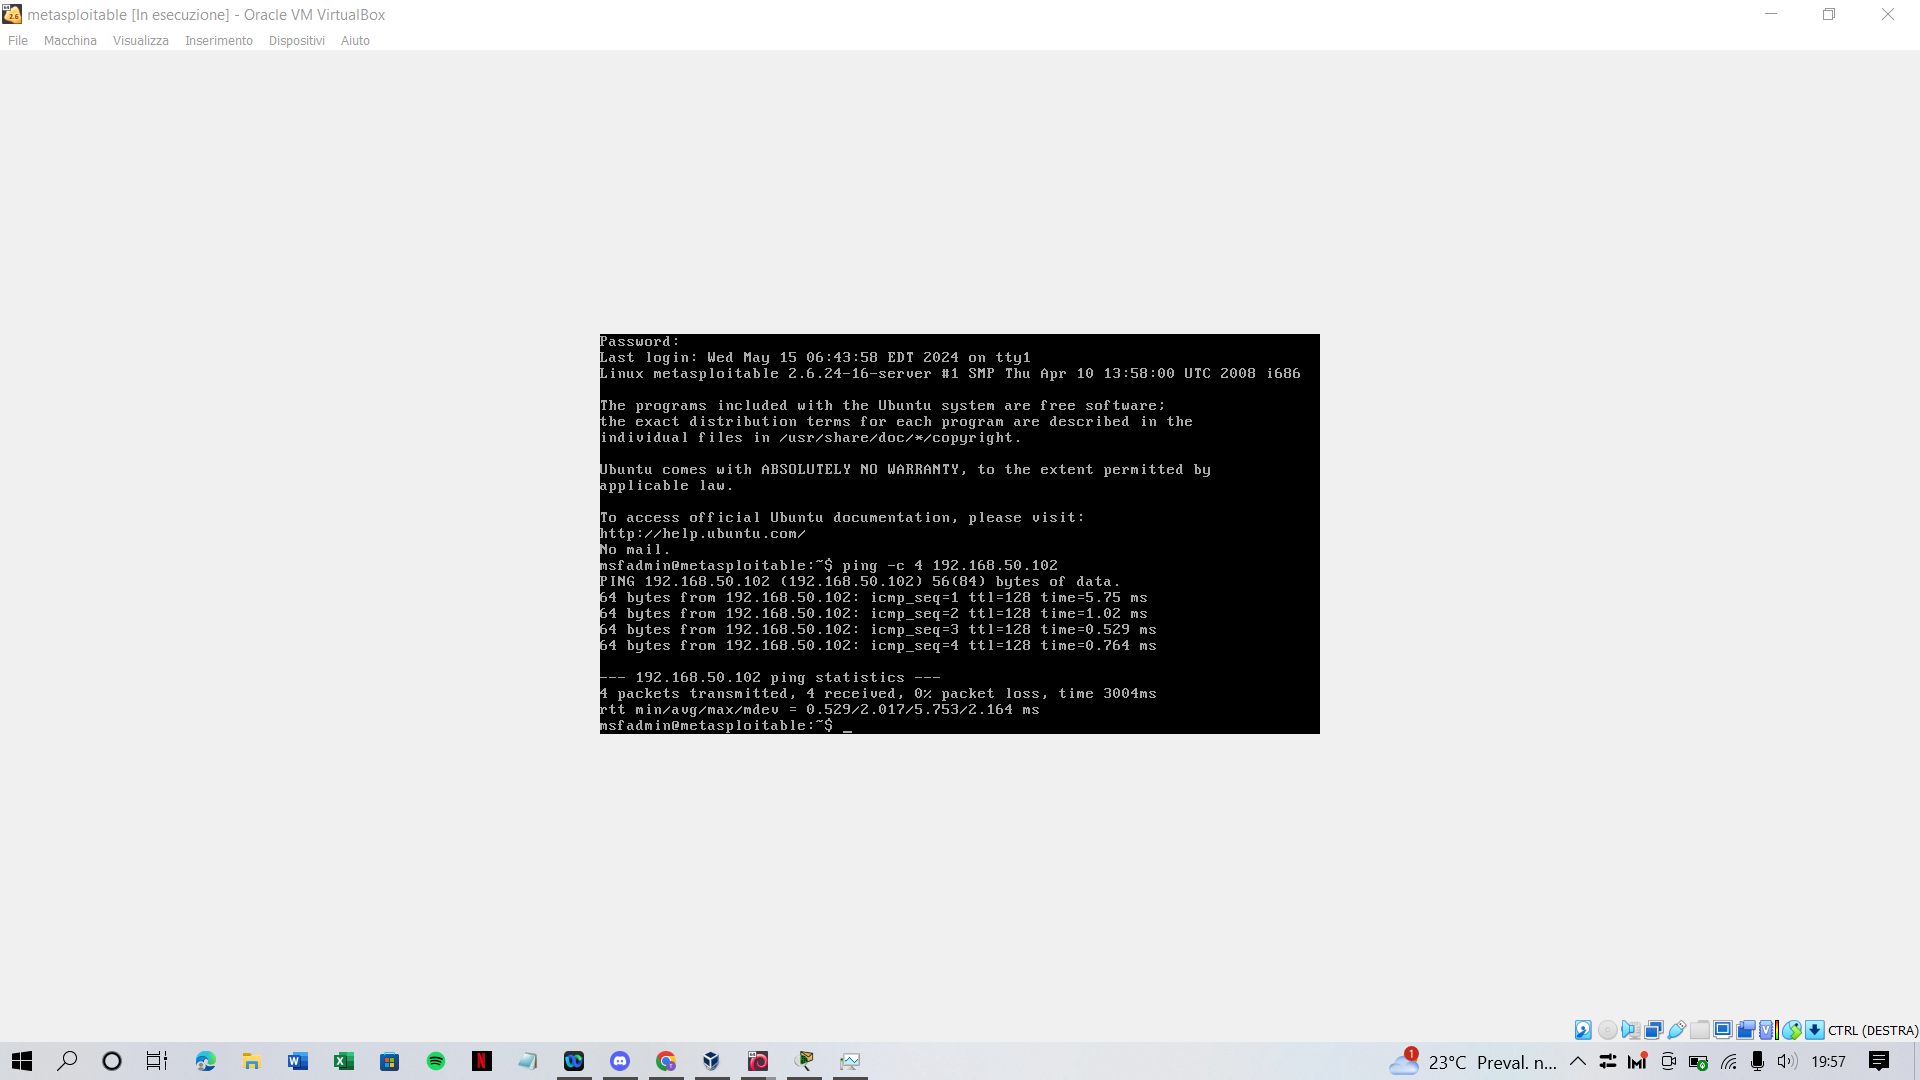 metasploitable [In esecuzione] - Oracle VM VirtualBox
File Macchina Visualizza Inserimento Dispositivi Aiuto
Password:
Last login: Wed May 15 06:43:58 EDT 2024 on tty1
Linux metasploitable 2.6.24-16-server #1 SMP Thu Apr 10 13:58:00 UTC 2008 i686
The programs included with the Ubuntu system are free software;
the exact distribution terms for each program are described in the
individual files in /usr/share/doc/*/copyright.
Ubuntu comes with ABSOLUTELY NO WARRANTY, to the extent permitted by
applicable law.
To access official Ubuntu documentation, please visit:
http://help.ubuntu.com/
No mail.
msfadmin@metasploitable:~$ ping -c 4 192.168.50.102
PING 192.168.50.102 (192.168.50.102) 56(84) bytes of data.
64 bytes from 192.168.50.102: icmp_seq=1 ttl=128 time=5.75 ms
64 bytes from 192.168.50.102: icmp_seq=2 ttl=128 time=1.02 ms
64 bytes from 192.168.50.102: icmp_seq=3 ttl=128 time=0.529 ms
64 bytes from 192.168.50.102: icmp_seq=4 ttl=128 time=0.764 ms
--- 192.168.50.102 ping statistics ---
4 packets transmitted, 4 received, 0% packet loss, time 3004ms
rtt min/avg/max/mdev = 0.529/2.017/5.753/2.164 ms
msfadmin@metasploitable:~$ _
CTRL (DESTRA)
1 23°C Preval. n... 19:57